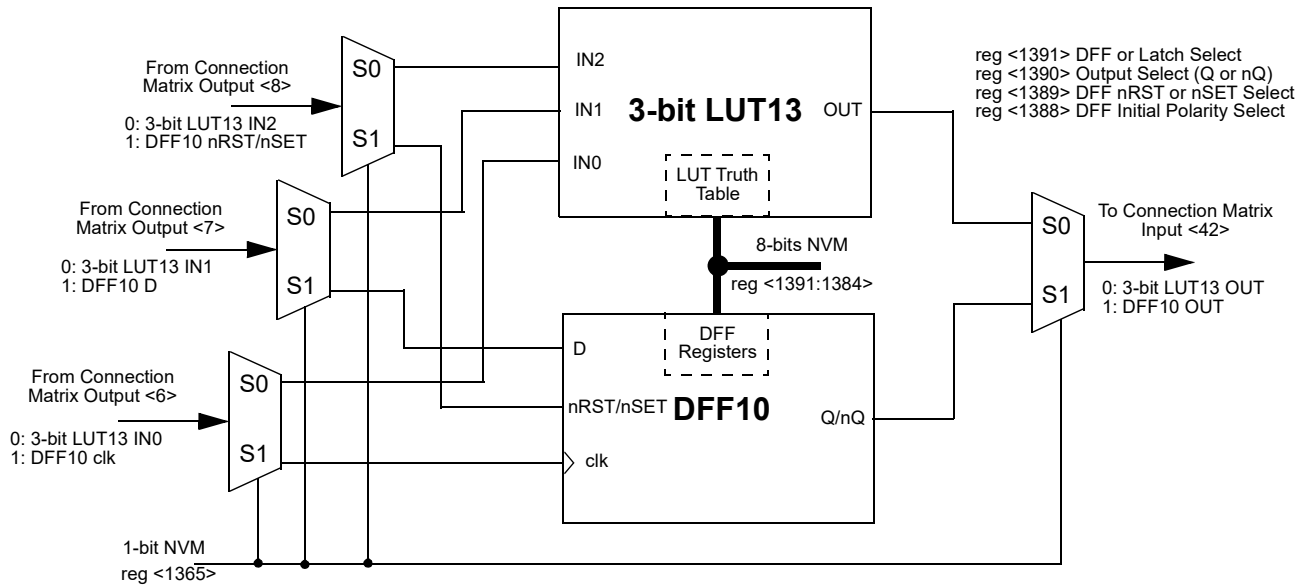 From Connection
Matrix Output <8>
0: 3-bit LUT13 IN2
1: DFF10 nRST/nSET
S0
S1
From Connection
Matrix Output <7>
0: 3-bit LUT13 IN1
1: DFF10 D
S0
S1
From Connection
Matrix Output <6>
0: 3-bit LUT13 IN0
1: DFF10 clk
S0
S1
1-bit NVM
reg <1365>
IN2
IN1
IN0
3-bit LUT13
OUT
LUT Truth
Table
8-bits NVM
reg <1391:1384>
DFF
Registers
D
nRST/nSET
DFF10
clk
Q/nQ
reg <1391> DFF or Latch Select
reg <1390> Output Select (Q or nQ)
reg <1389> DFF nRST or nSET Select
reg <1388> DFF Initial Polarity Select
S0
S1
To Connection Matrix
Input <42>
0: 3-bit LUT13 OUT
1: DFF10 OUT